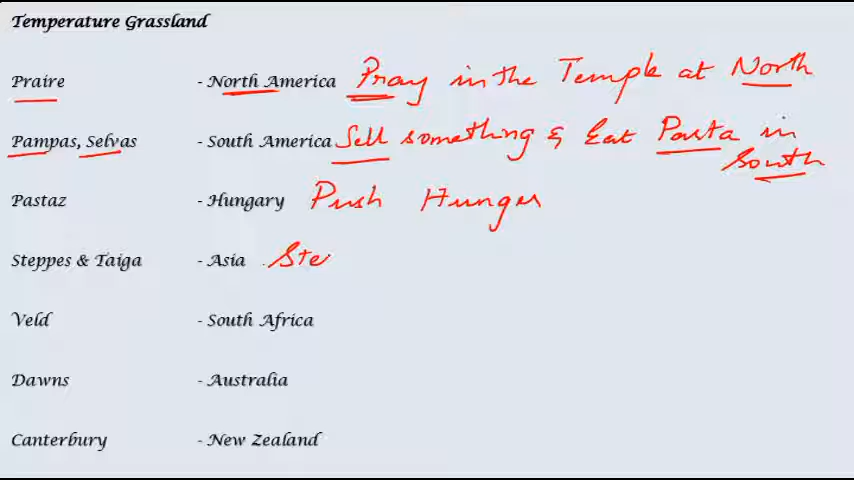 Temperature Grassland
Praire - North America Pray in the Temple at North
Pampas, Selvas - South America Sell something & Eat Pasta in
South
Pastaz - Hungary Push Hunger
Steppes & Taiga - Asia Ste
Veld - South Africa
Dawns - Australia
Canterbury - New Zealand